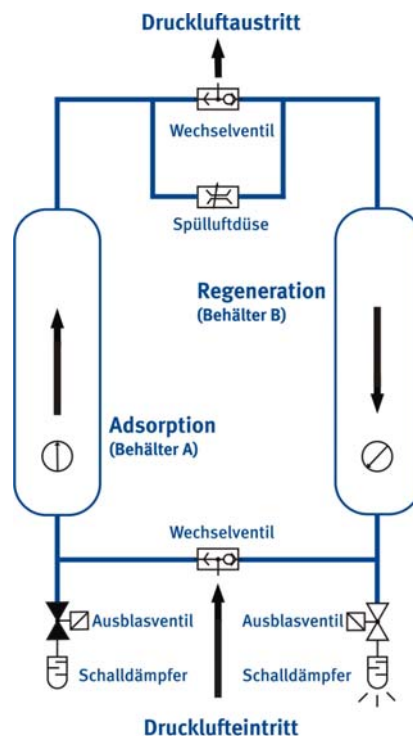 Druckluftaustritt
Wechselventil
Spülluftdüse
Regeneration
(Behälter B)
Adsorption
(Behälter A)
Wechselventil
Ausblasventil
Ausblasventil
Schalldämpfer
Schalldämpfer
Drucklufteintritt